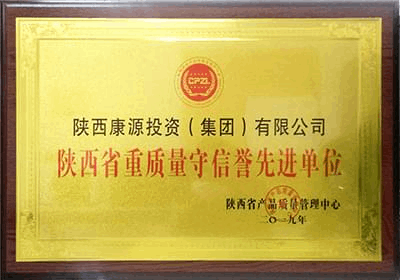 CPZL
陕西康源投资（集团）有限公司
陕西省重质量守信誉先进单位
陕西省产品质量管理中心
二〇一九年